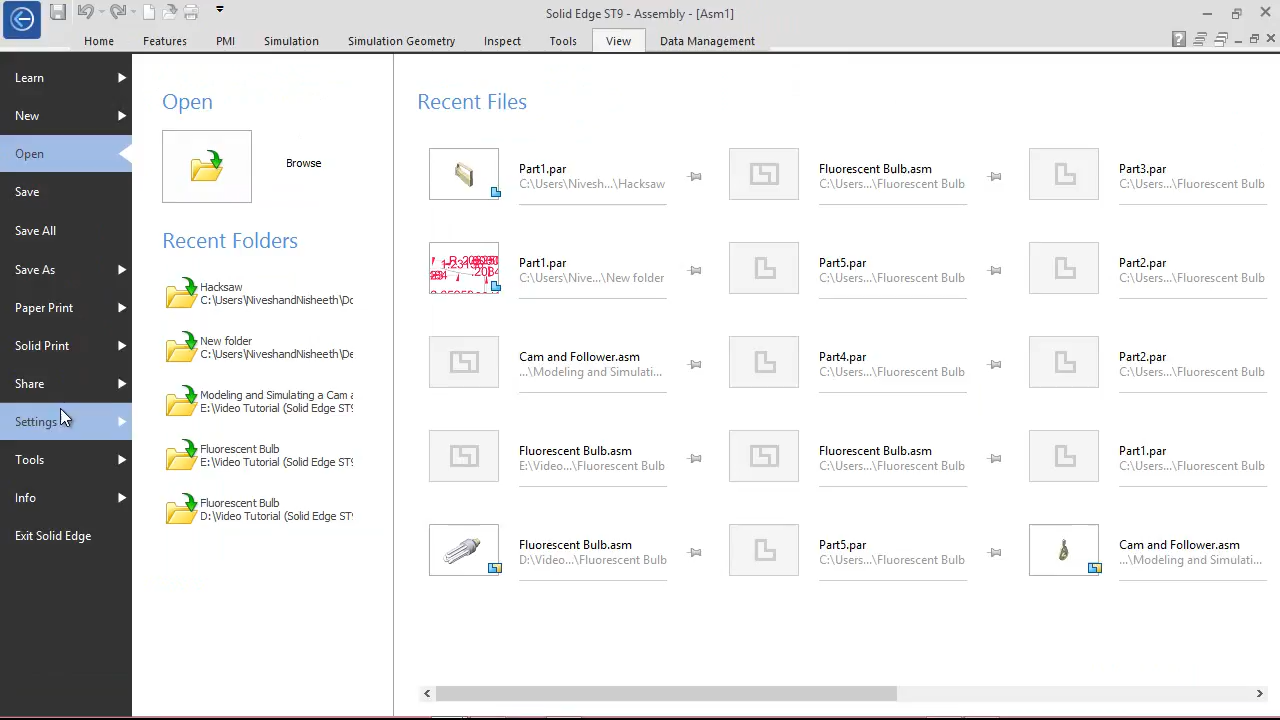 Solid Edge ST9 - Assembly - [Asm1]
Home
Features
PMI
Simulation
Simulation Geometry
Inspect
Tools
View
Data Management
Learn
New
Open
Save
Save All
Save As
Paper Print
Solid Print
Share
Settings
Tools
Info
Exit Solid Edge
Open
Browse
Recent Folders
Hacksaw
C:\Users\NiveshandNisheeth\Do
New folder
C:\Users\NiveshandNisheeth\De
Modeling and Simulating a Cam a
E:\Video Tutorial (Solid Edge ST9
Fluorescent Bulb
E:\Video Tutorial (Solid Edge ST9
Fluorescent Bulb
D:\Video Tutorial (Solid Edge ST9
Recent Files
Part1.par
C:\Users\Nivesh...\Hacksaw
Fluorescent Bulb.asm
C:\Users...\Fluorescent Bulb
Part3.par
C:\Users...\Fluorescent Bulb
Part1.par
C:\Users\Nive...\New folder
Part5.par
C:\Users...\Fluorescent Bulb
Part2.par
C:\Users...\Fluorescent Bulb
Cam and Follower.asm
...\Modeling and Simulati...
Part4.par
C:\Users...\Fluorescent Bulb
Part2.par
C:\Users...\Fluorescent Bulb
Fluorescent Bulb.asm
E:\Video...\Fluorescent Bulb
Fluorescent Bulb.asm
C:\Users...\Fluorescent Bulb
Part1.par
C:\Users...\Fluorescent Bulb
Fluorescent Bulb.asm
D:\Video...\Fluorescent Bulb
Part5.par
C:\Users...\Fluorescent Bulb
Cam and Follower.asm
...\Modeling and Simulati...